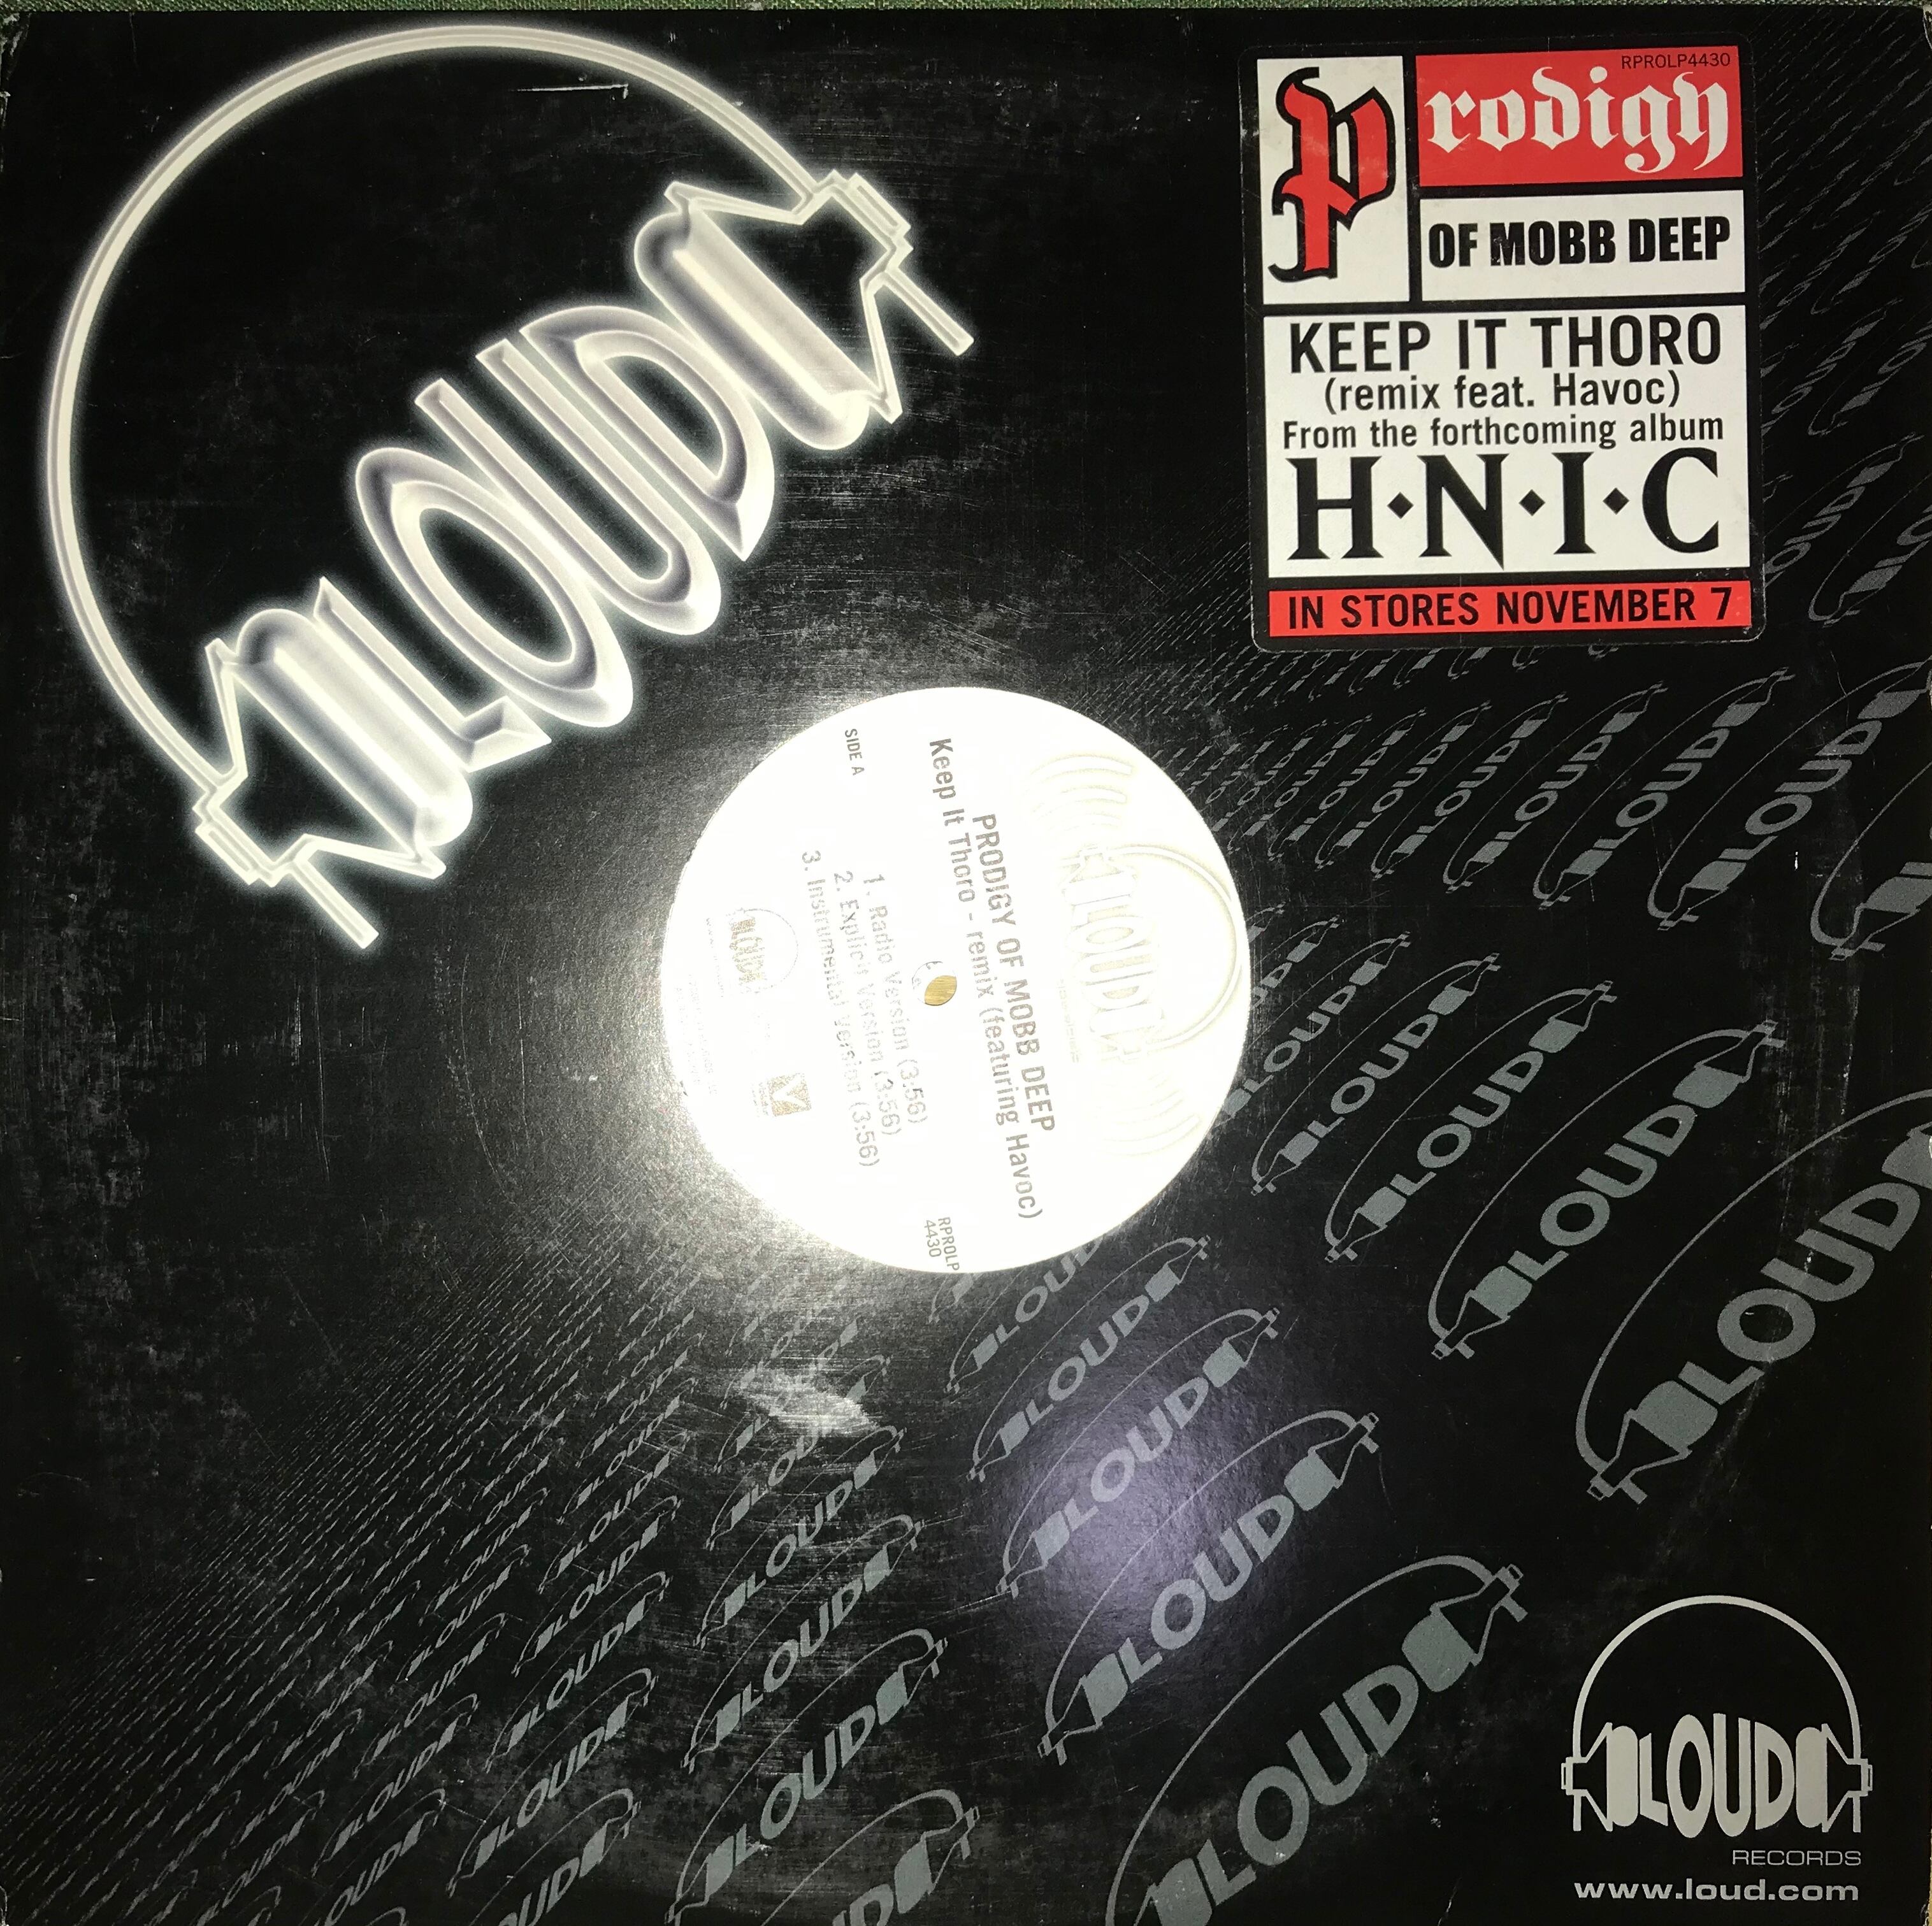 LOUD
RPROLP4430
Prodigy
OF MOBB DEEP
KEEP IT THORO
(remix feat. Havoc)
From the forthcoming album
H·N·I·C
IN STORES NOVEMBER 7
LOUD
PRODIGY OF MOBB DEEP
Keep It Thoro - remix (featuring Havoc)
SIDE A
RPROLP
4430
1. Radio Version (3:56)
2. Explicit Version (3:56)
3. Instrumental Version (3:56)
LOUD
LOUD
RECORDS
www.loud.com